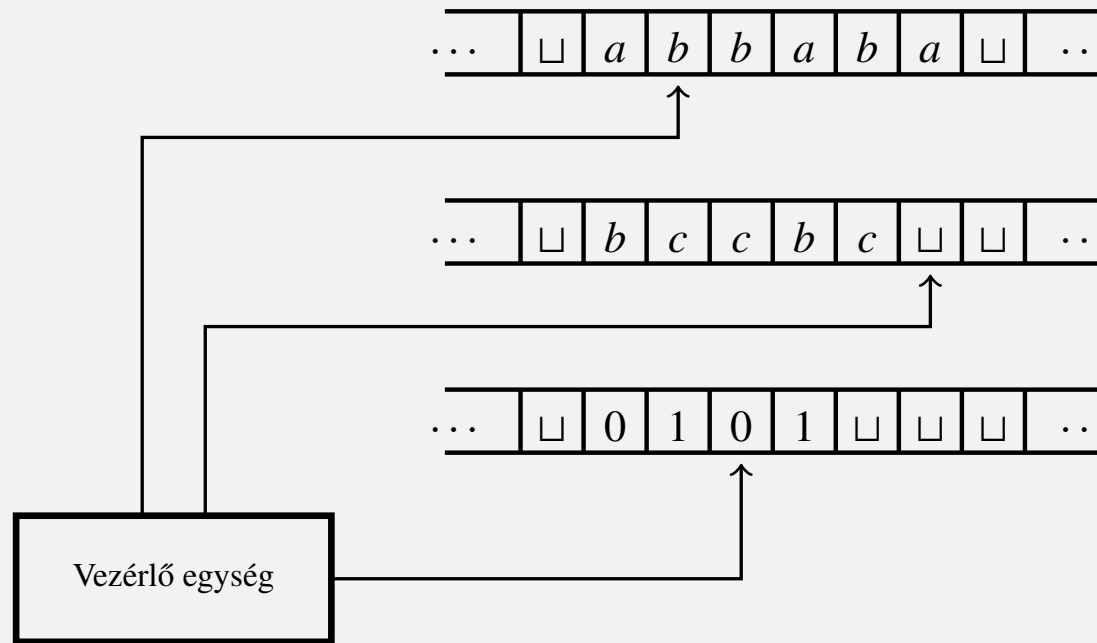 ··· ⊔ a b b a b a ⊔ ··
··· ⊔ b c c b c ⊔ ⊔ ··
··· ⊔ 0 1 0 1 ⊔ ⊔ ⊔ ··
Vezérlő egység